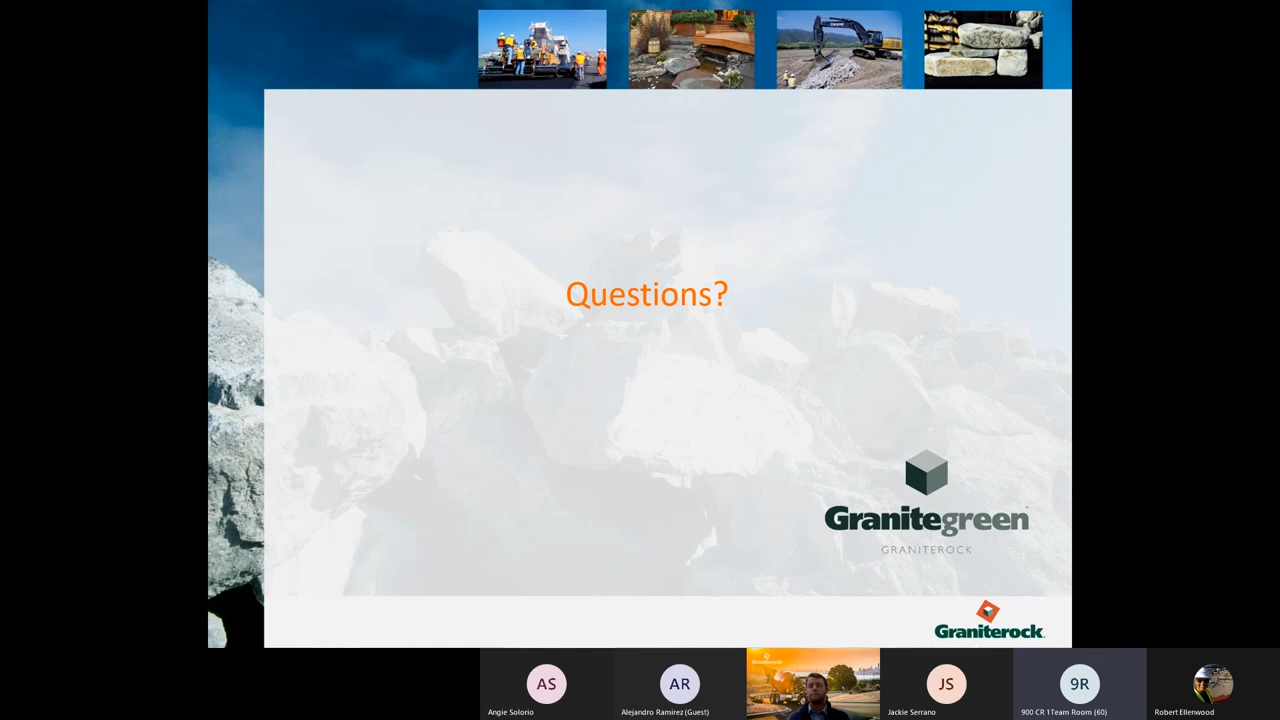 Questions?
Granitegreen
GRANITEROCK
Graniterock
Graniterock
AS
AR
JS
9R
Angie Solorio
Alejandro Ramirez (Guest)
Jackie Serrano
900 CR 1Team Room (60)
Robert Ellenwood